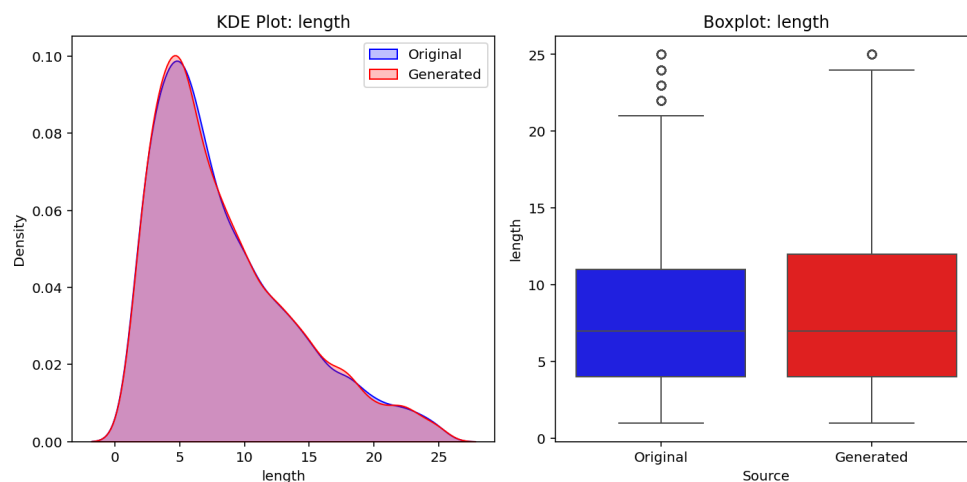 KDE Plot: length
Original
Generated
0.10
0.08
0.06
0.04
0.02
0.00
Density
0 5 10 15 20 25
length
Boxplot: length
25
20
15
10
5
0
length
Original Generated
Source